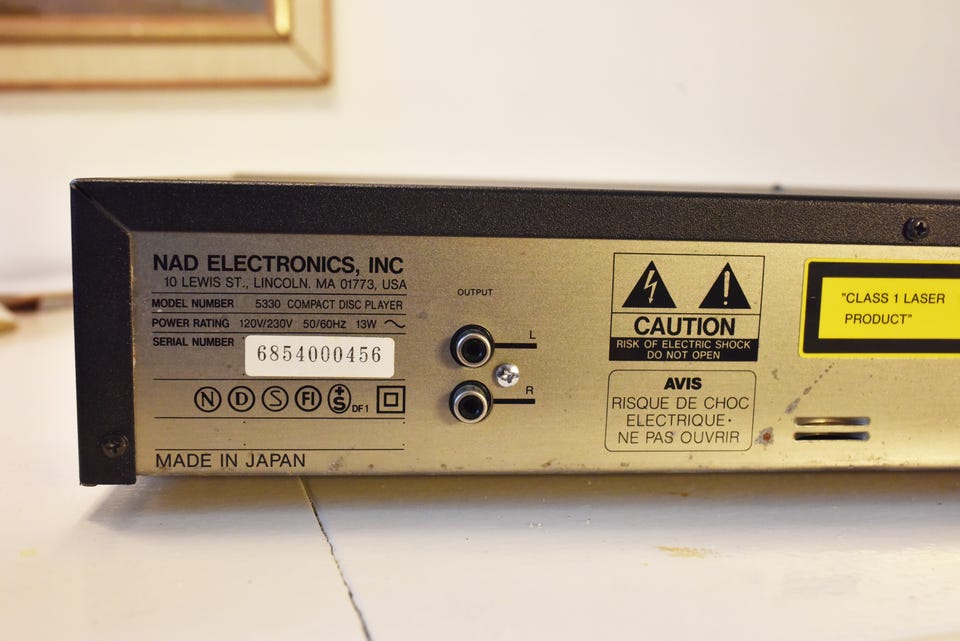 NAD ELECTRONICS, INC
10 LEWIS ST., LINCOLN. MA 01773, USA
MODEL NUMBER 5330 COMPACT DISC PLAYER
POWER RATING 120V/230V 50/60HZ 13W
SERIAL NUMBER 6854000456
N D S FI +S DF1
MADE IN JAPAN
OUTPUT
L
R
CAUTION
RISK OF ELECTRIC SHOCK
DO NOT OPEN
AVIS
RISQUE DE CHOC
ELECTRIQUE·
NE PAS OUVRIR
"CLASS 1 LASER
PRODUCT"